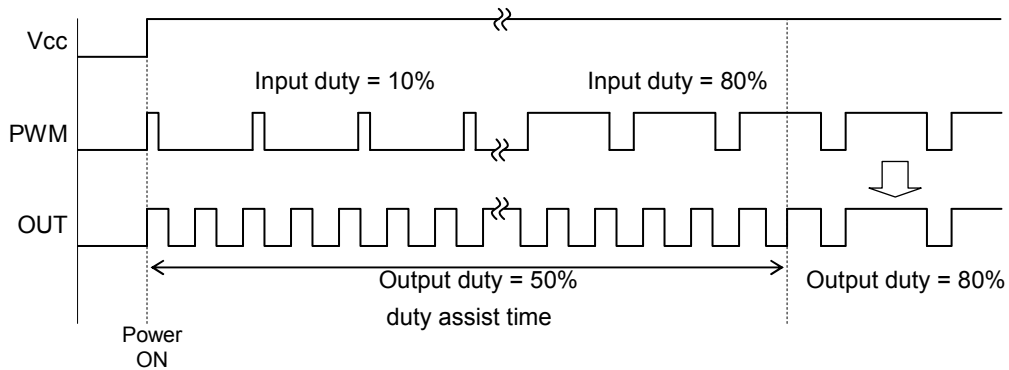 Vcc
Input duty = 10%
Input duty = 80%
PWM
OUT
Output duty = 50%
Output duty = 80%
duty assist time
Power
ON